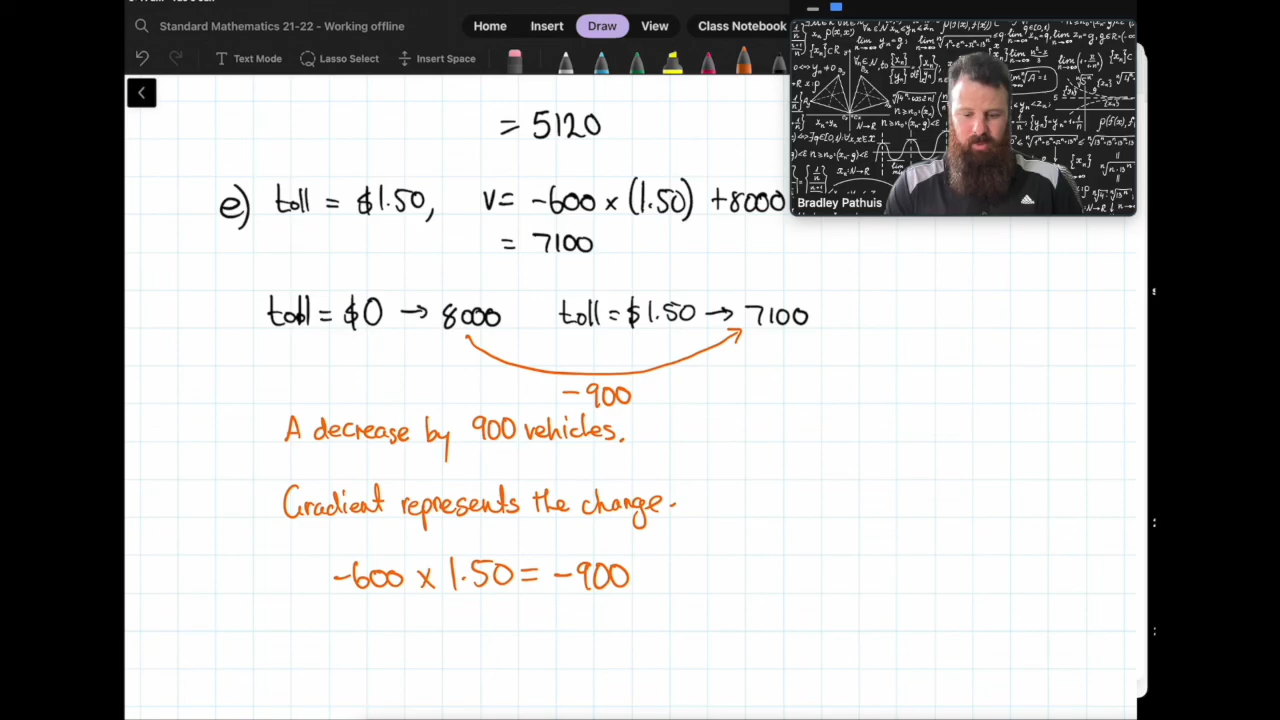 Standard Mathematics 21-22 - Working offline
Home Insert Draw View Class Notebook
Text Mode Lasso Select Insert Space
= 5120
e) toll = $1.50, v = -600 × (1.50) + 8000
= 7100
toll = $0 → 8000 toll = $1.50 → 7100
-900
A decrease by 900 vehicles.
Gradient represents the change.
-600 × 1.50 = -900
Bradley Pathuis